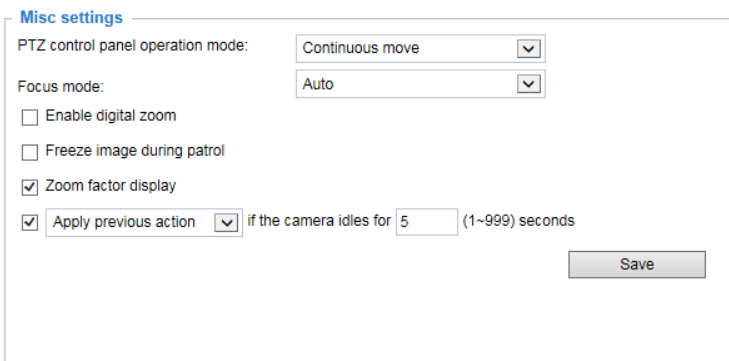 Misc settings
PTZ control panel operation mode: Continuous move
Focus mode: Auto
Enable digital zoom
Freeze image during patrol
Zoom factor display
Apply previous action if the camera idles for 5 (1~999) seconds
Save